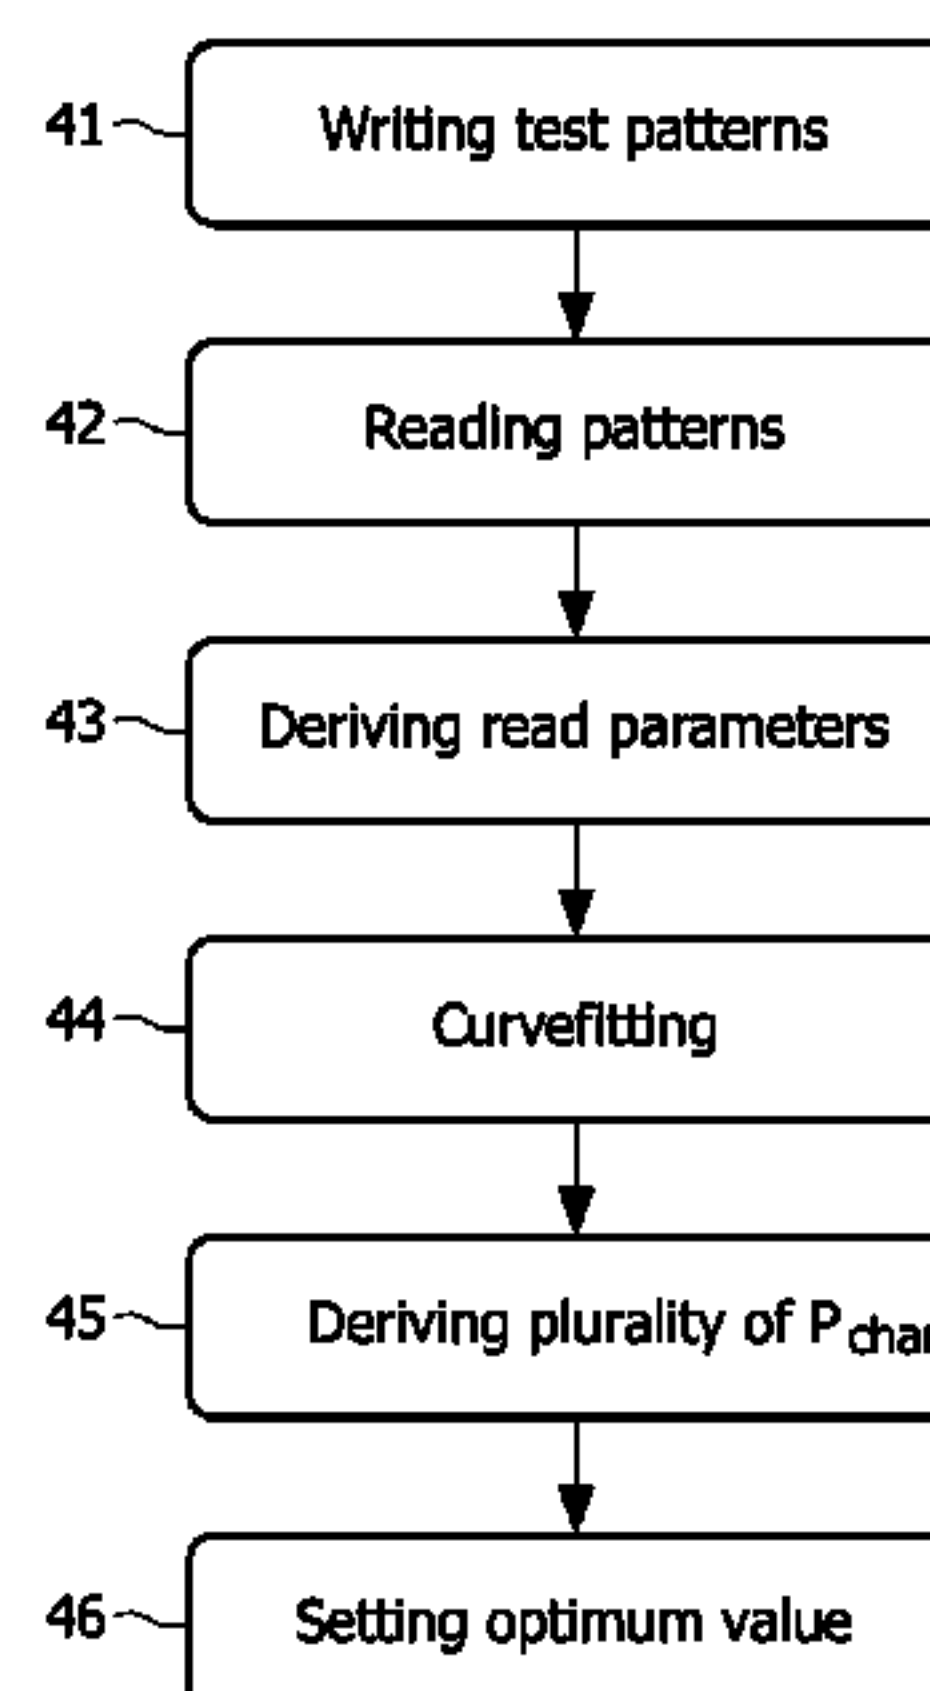 41 Writing test patterns
42 Reading patterns
43 Deriving read parameters
44 Curvefitting
45 Deriving plurality of P
46 Setting optimum value